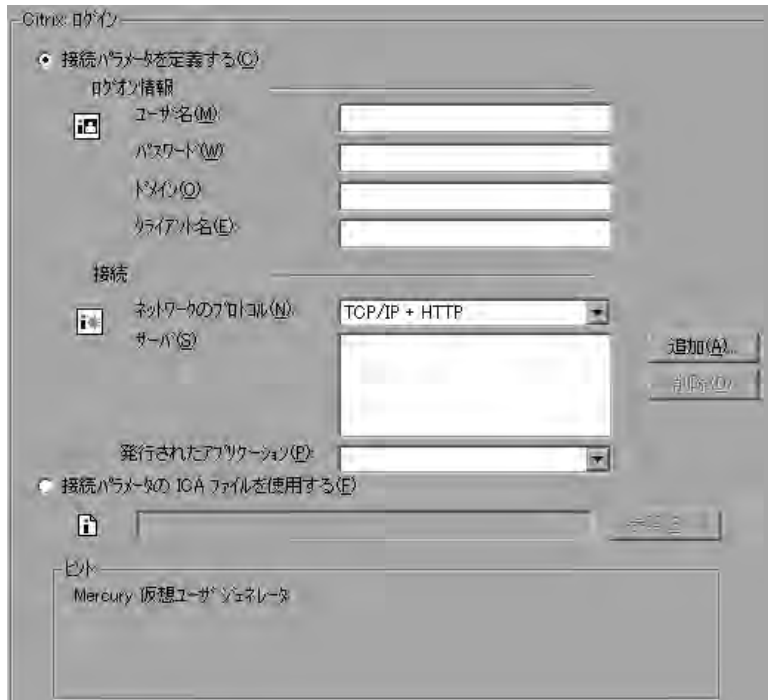 Citrix: ﾛｸﾞｲﾝ
接続ﾊﾟﾗﾒｰﾀを定義する(C)
ﾛｸﾞｵﾝ情報
ﾕｰｻﾞ名(M):
ﾊﾟｽﾜｰﾄﾞ(W)
ﾄﾞﾒｲﾝ(O)
ｸﾗｲｱﾝﾄ名(E):
接続
ﾈｯﾄﾜｰｸのﾌﾟﾛﾄｺﾙ(N): TCP/IP + HTTP
ｻｰﾊﾞ(S)
追加(A)...
削除(D)
発行されたｱﾌﾟﾘｹｰｼｮﾝ(P):
接続ﾊﾟﾗﾒｰﾀの ICA ﾌｧｲﾙを使用する(F)
ﾋﾝﾄ
Mercury 仮想ﾕｰｻﾞ ｼﾞｪﾈﾚｰﾀ